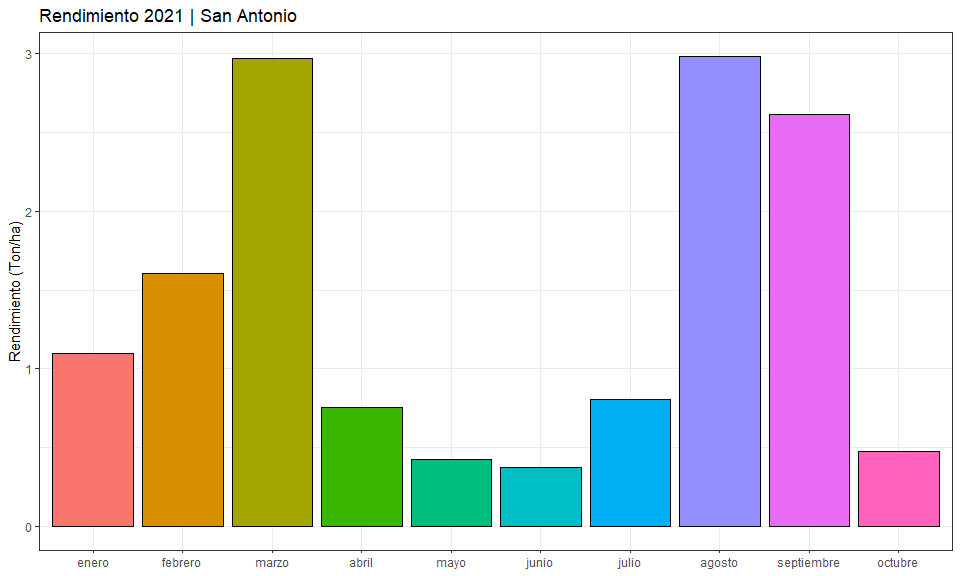 Rendimiento 2021 | San Antonio
Rendimiento (Ton/ha)
3
2
1
0
enero febrero marzo abril mayo junio julio agosto septiembre octubre